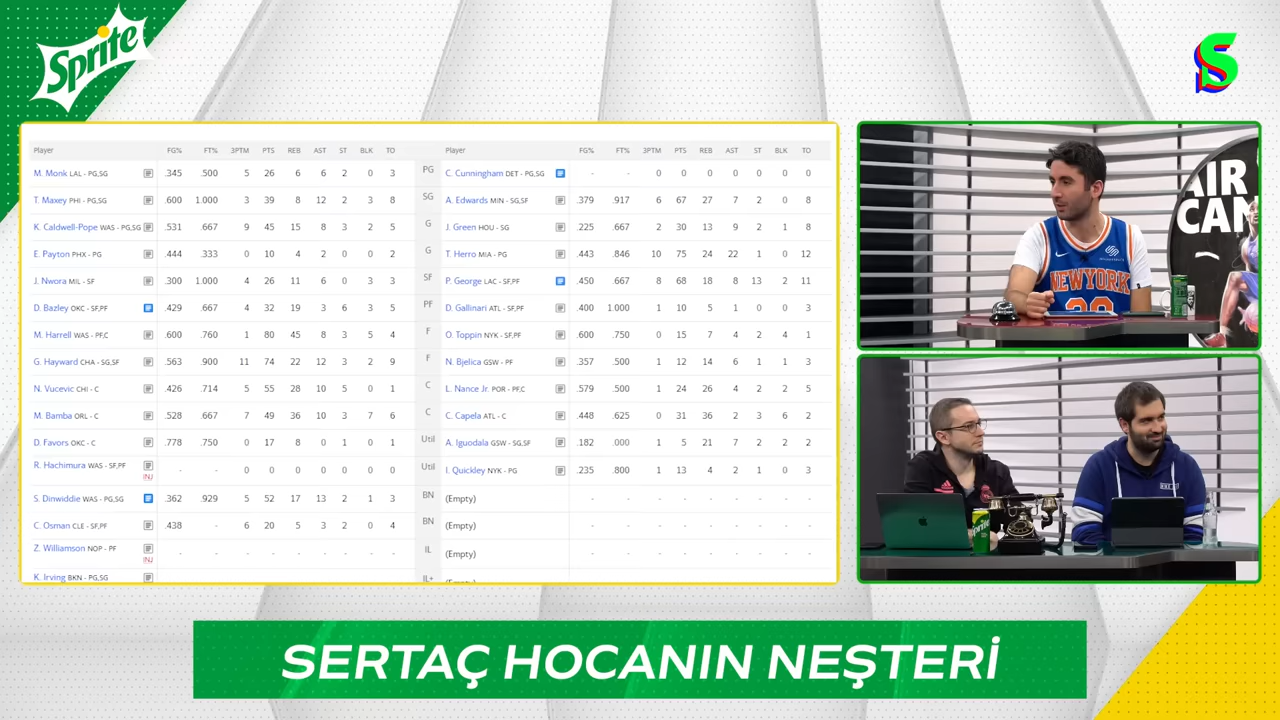 Sprite
S
Player FG% FT% 3PTM PTS REB AST ST BLK TO Player FG% FT% 3PTM PTS REB AST ST BLK TO
M. Monk LAL - PG,SG .345 .500 5 26 6 6 2 0 3 PG C. Cunningham DET - PG,SG - - 0 0 0 0 0 0 0
T. Maxey PHI - PG,SG .600 1.000 3 39 8 12 2 3 SG A. Edwards MIN - SG,SF .379 .917 6 67 27 7 2 0 8
K. Caldwell-Pope WAS - PG,SG .531 .667 9 45 15 8 3 2 5 G J. Green HOU - SG .225 .667 2 30 13 9 2 1 8
E. Payton PHX - PG .444 .333 0 10 4 2 0 0 G T. Herro MIA - PG .443 .846 10 75 24 22 1 0 12
J. Nwora MIL - SF .300 1.000 4 26 11 6 0 3 SF P. George LAC - SF,PF .450 .667 8 68 18 8 13 2 11
D. Bazley OKC - SF,PF .429 .667 4 32 6 PF D. Gallinari ATL - SF,PF .400 1.000 1 10 5 1 0
M. Harrell WAS - PF,C .600 .760 1 80 45 8 3 5 4 F O. Toppin NYK - SF,PF .600 .750 0 15 7 4 2 4 1
G. Hayward CHA - SG,SF .563 .900 11 74 22 12 3 2 9 F N. Bjelica GSW - PF .357 .500 1 12 14 6 1 1 3
N. Vucevic CHI - C .426 .714 5 55 28 10 5 0 1 C L. Nance Jr. POR - PF,C .579 .500 1 24 26 4 2 2 5
M. Bamba ORL - C .528 .667 7 49 36 10 3 7 6 C C. Capela ATL - C .448 .625 0 31 36 2 3 6 2
D. Favors OKC - C .778 .750 0 17 8 0 1 0 1 Util A. Iguodala GSW - SG,SF .182 .000 1 5 21 7 2 2 2
R. Hachimura WAS - SF,PF INJ - - 0 0 0 0 0 0 0 Util I. Quickley NYK - PG .235 .800 1 13 4 2 1 0 3
S. Dinwiddie WAS - PG,SG .362 .929 5 52 17 13 2 1 3 BN (Empty) - - - - - - - - -
C. Osman CLE - SF,PF .438 - 6 20 5 3 2 0 4 BN (Empty) - - - - - - - - -
Z. Williamson NOP - PF INJ - - - - - - - - - IL (Empty) - - - - - - - - -
K. Irving BKN - PG,SG IL+
AIR
CAN
NEW YORK
Sprite
SERTAÇ HOCANIN NEŞTERİ